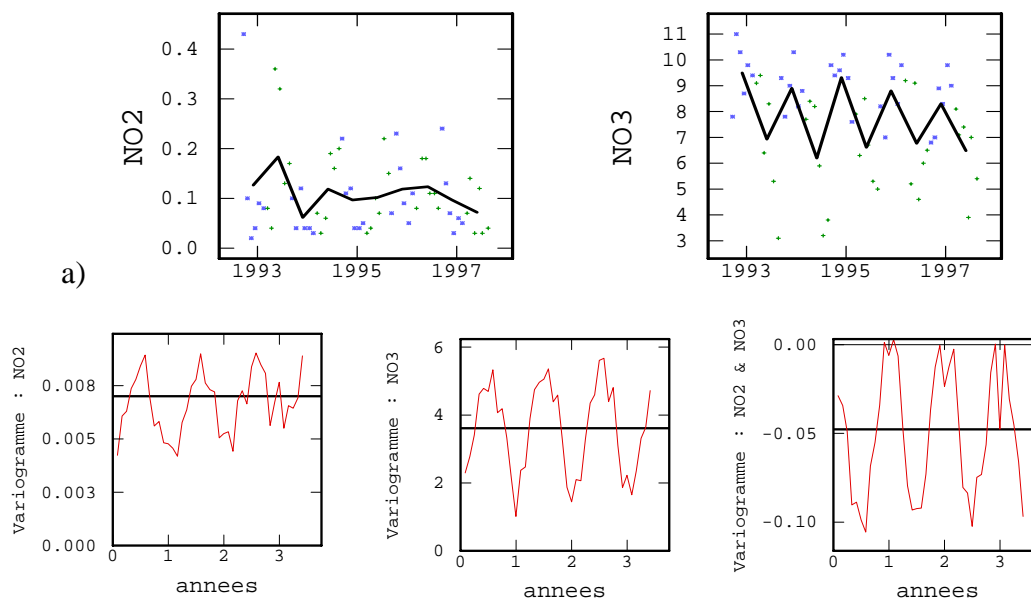 NO2
0.4
0.3
0.2
0.1
0.0
1993 1995 1997
NO3
11
10
9
8
7
6
5
4
3
1993 1995 1997
a)
Variogramme : NO2
0.008
0.005
0.003
0.000
0 1 2 3
annees
Variogramme : NO3
6
4
2
0
0 1 2 3
annees
Variogramme : NO2 & NO3
0.00
-0.05
-0.10
0 1 2 3
annees